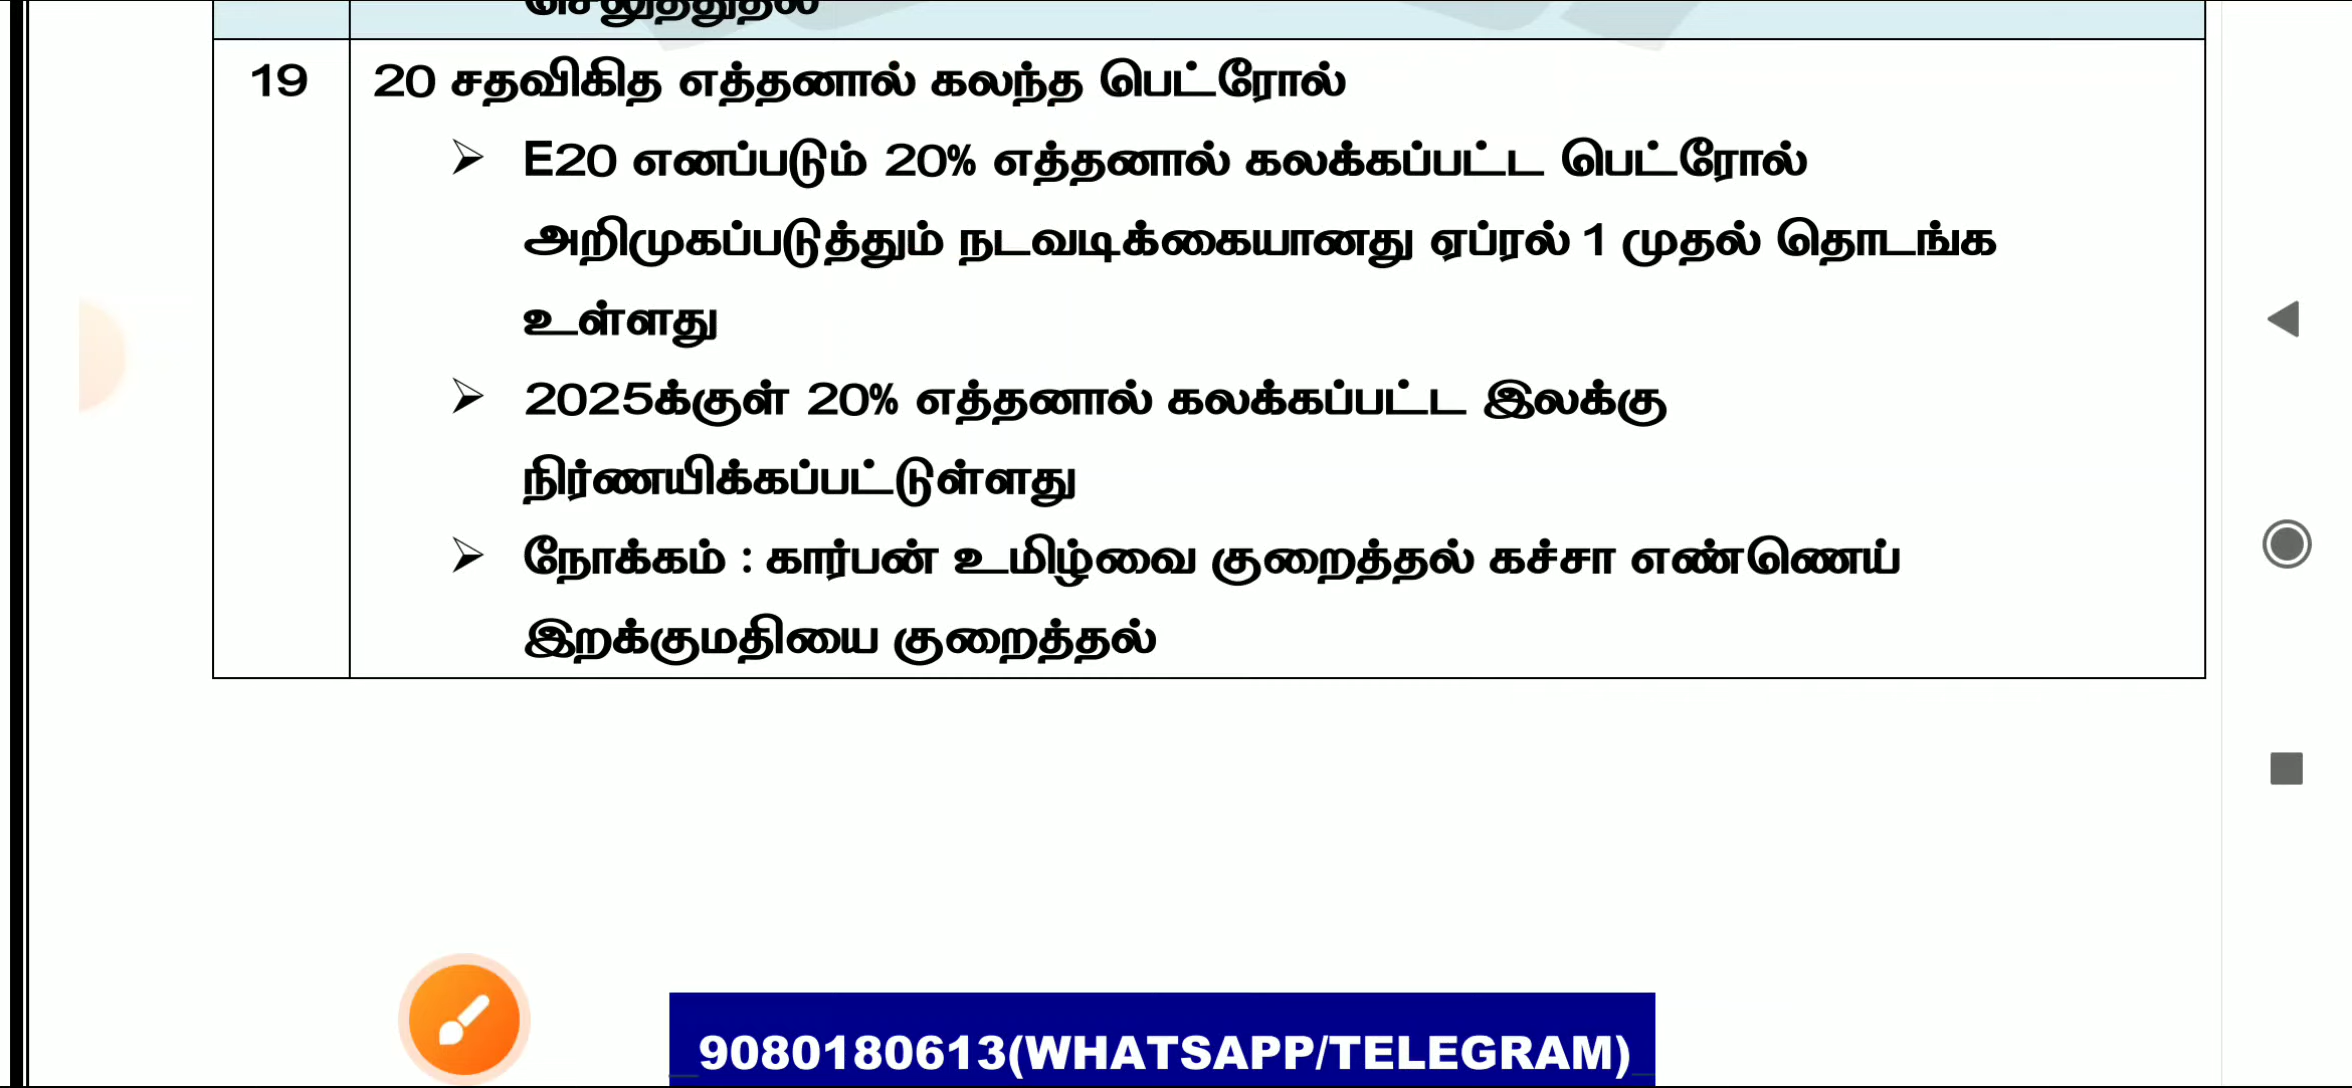 செலுத்துதல்
19 20 சதவிகித எத்தனால் கலந்த பெட்ரோல்
➢ E20 எனப்படும் 20% எத்தனால் கலக்கப்பட்ட பெட்ரோல்
அறிமுகப்படுத்தும் நடவடிக்கையானது ஏப்ரல் 1 முதல் தொடங்க
உள்ளது
➢ 2025க்குள் 20% எத்தனால் கலக்கப்பட்ட இலக்கு
நிர்ணயிக்கப்பட்டுள்ளது
➢ நோக்கம் : கார்பன் உமிழ்வை குறைத்தல் கச்சா எண்ணெய்
இறக்குமதியை குறைத்தல்
9080180613(WHATSAPP/TELEGRAM)